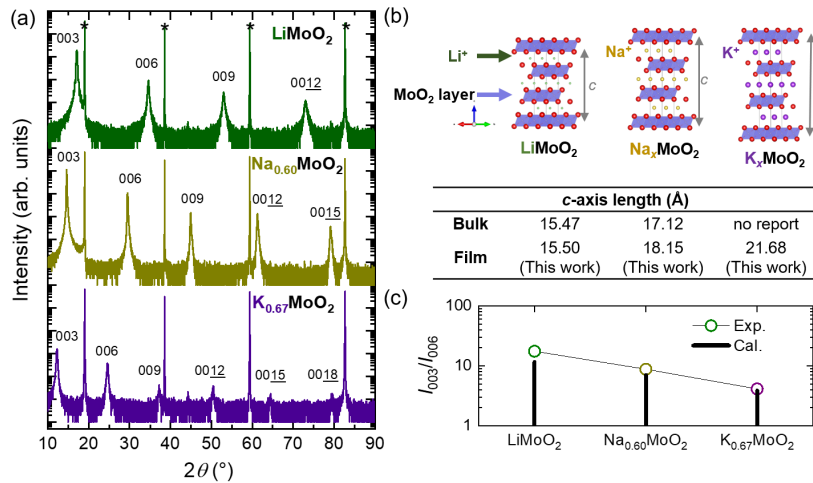 (a)
Intensity (arb. units)
* * * *
LiMoO₂
003
006
009
0012
Na₀.₆₀MoO₂
003
006
009
0012
0015
K₀.₆₇MoO₂
003
006
009
0012
0015
0018
10 20 30 40 50 60 70 80 90
2θ (°)
(b)
Li⁺
MoO₂ layer
c
LiMoO₂
Na⁺
c
NaₓMoO₂
K⁺
c
KₓMoO₂
c-axis length (Å)
Bulk 15.47 17.12 no report
Film 15.50 18.15 21.68
(This work) (This work) (This work)
(c)
I₀₀₃/I₀₀₆
100
10
1
Exp.
Cal.
LiMoO₂ Na₀.₆₀MoO₂ K₀.₆₇MoO₂